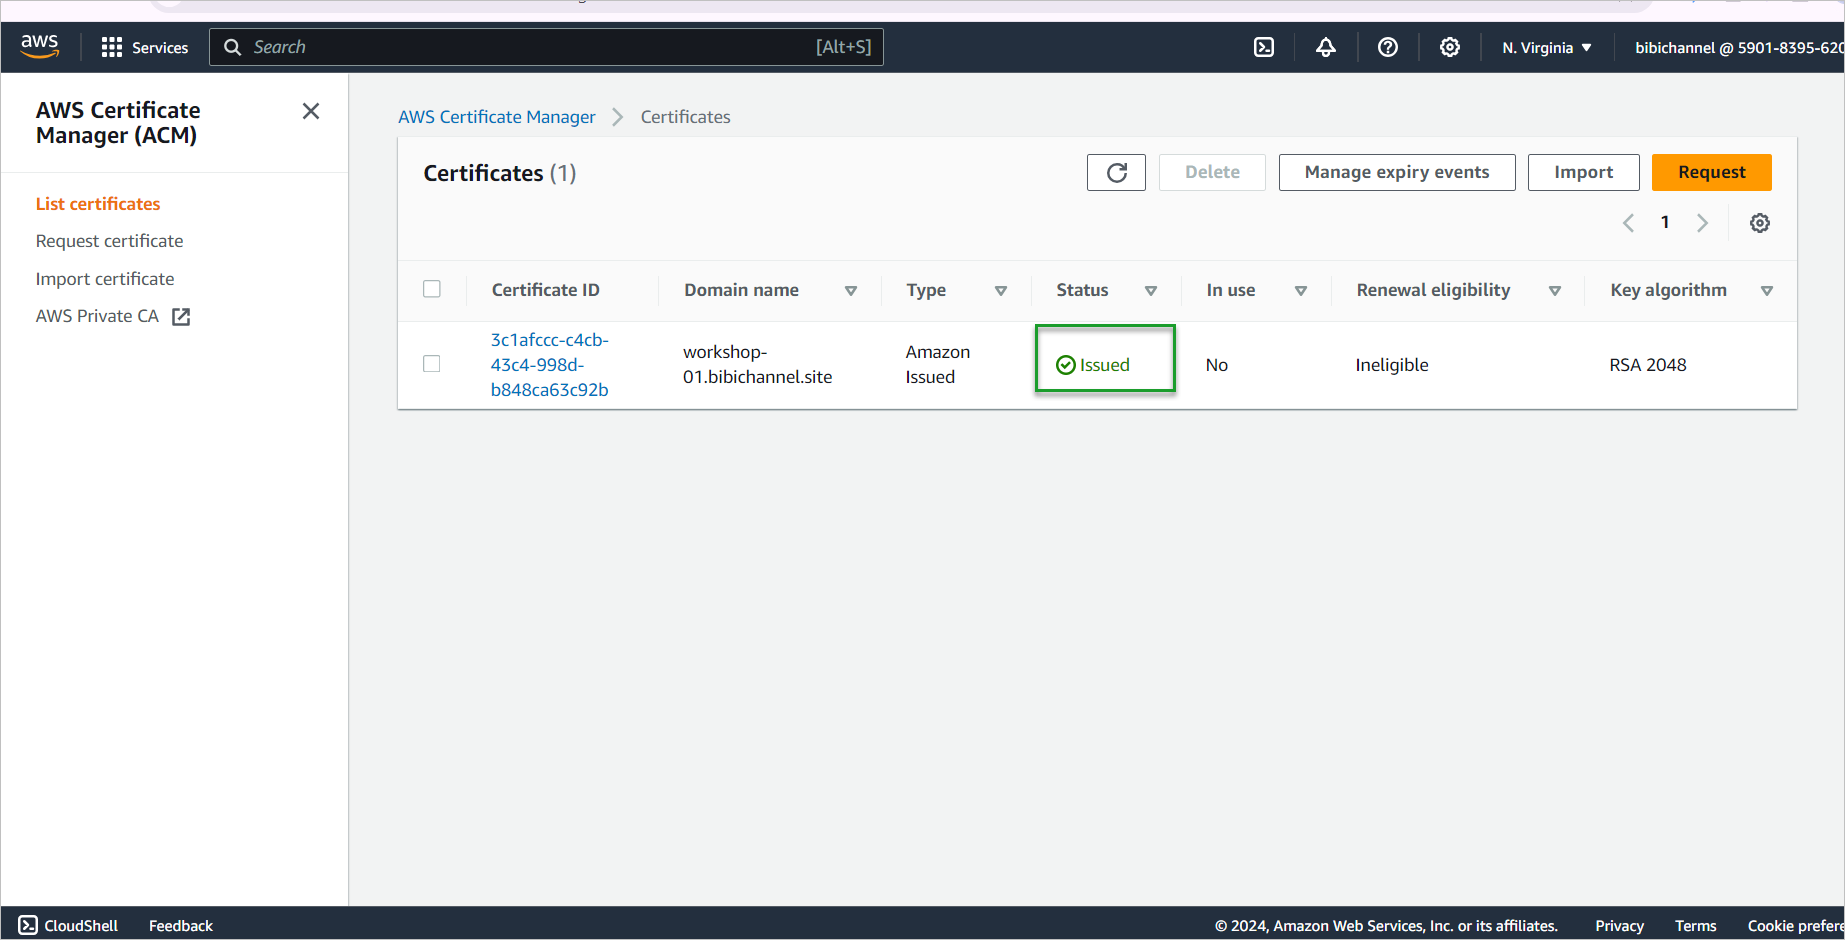 aws
Services
Search
[Alt+S]
N. Virginia
bibichannel @ 5901-8395-620
AWS Certificate
Manager (ACM)
List certificates
Request certificate
Import certificate
AWS Private CA
AWS Certificate Manager
Certificates
Certificates (1)
Delete
Manage expiry events
Import
Request
1
Certificate ID
Domain name
Type
Status
In use
Renewal eligibility
Key algorithm
3c1afccc-c4cb-
43c4-998d-
b848ca63c92b
workshop-
01.bibichannel.site
Amazon
Issued
Issued
No
Ineligible
RSA 2048
CloudShell
Feedback
© 2024, Amazon Web Services, Inc. or its affiliates.
Privacy
Terms
Cookie prefere